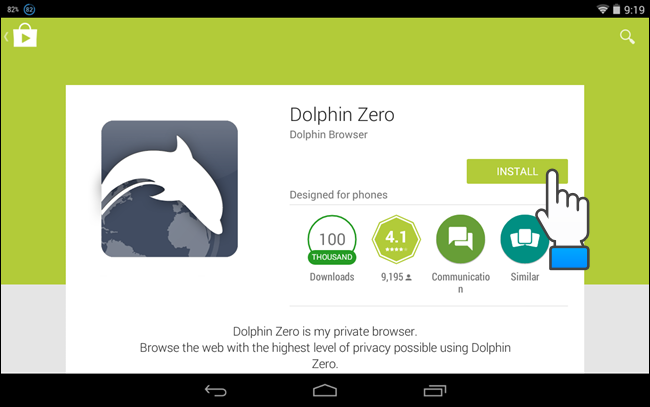 82% 82 9:19
Dolphin Zero
Dolphin Browser
INSTALL
Designed for phones
100
THOUSAND
4.1
Downloads 9,195 Communicatio Similar
n
Dolphin Zero is my private browser.
Browse the web with the highest level of privacy possible using Dolphin
Zero.